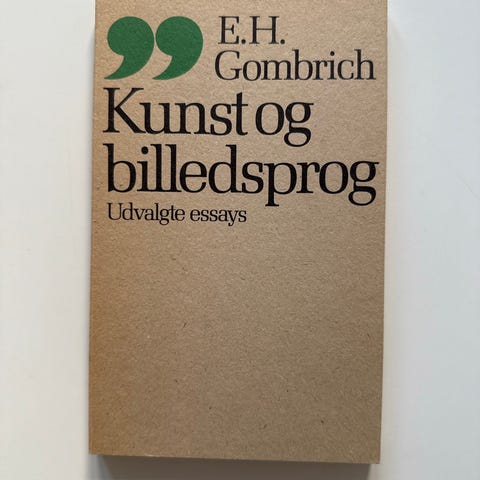 ”
E.H.
Gombrich
Kunst og
billedsprog
Udvalgte essays